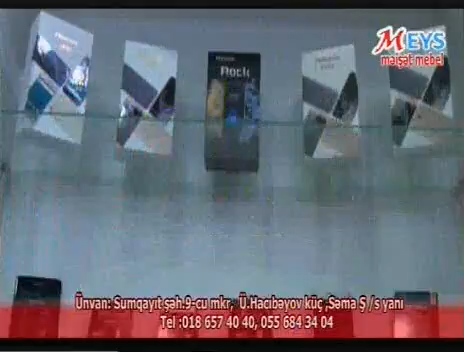 MEYS
məişət mebel
Rock
Ünvan: Sumqayıt şəh.9-cu mkr, Ü.Hacıbəyov küç ,Səma Ş /s yanı
Tel :018 657 40 40, 055 684 34 04